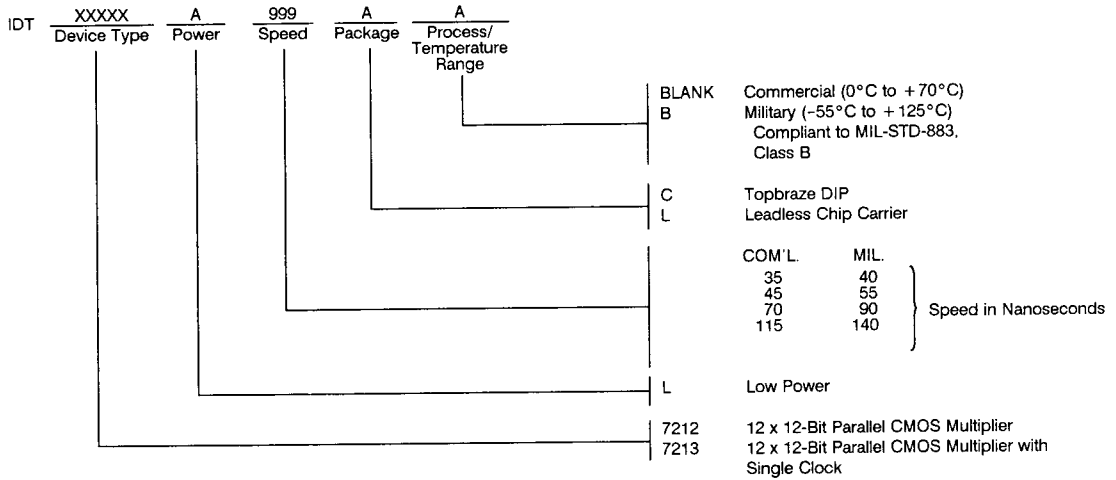 IDT XXXXX A 999 A A
Device Type Power Speed Package Process/
Temperature
Range
BLANK Commercial (0°C to +70°C)
B Military (–55°C to +125°C)
Compliant to MIL-STD-883,
Class B
C Topbraze DIP
L Leadless Chip Carrier
COM'L. MIL.
35 40
45 55
70 90
115 140
Speed in Nanoseconds
L Low Power
7212 12 x 12-Bit Parallel CMOS Multiplier
7213 12 x 12-Bit Parallel CMOS Multiplier with
Single Clock